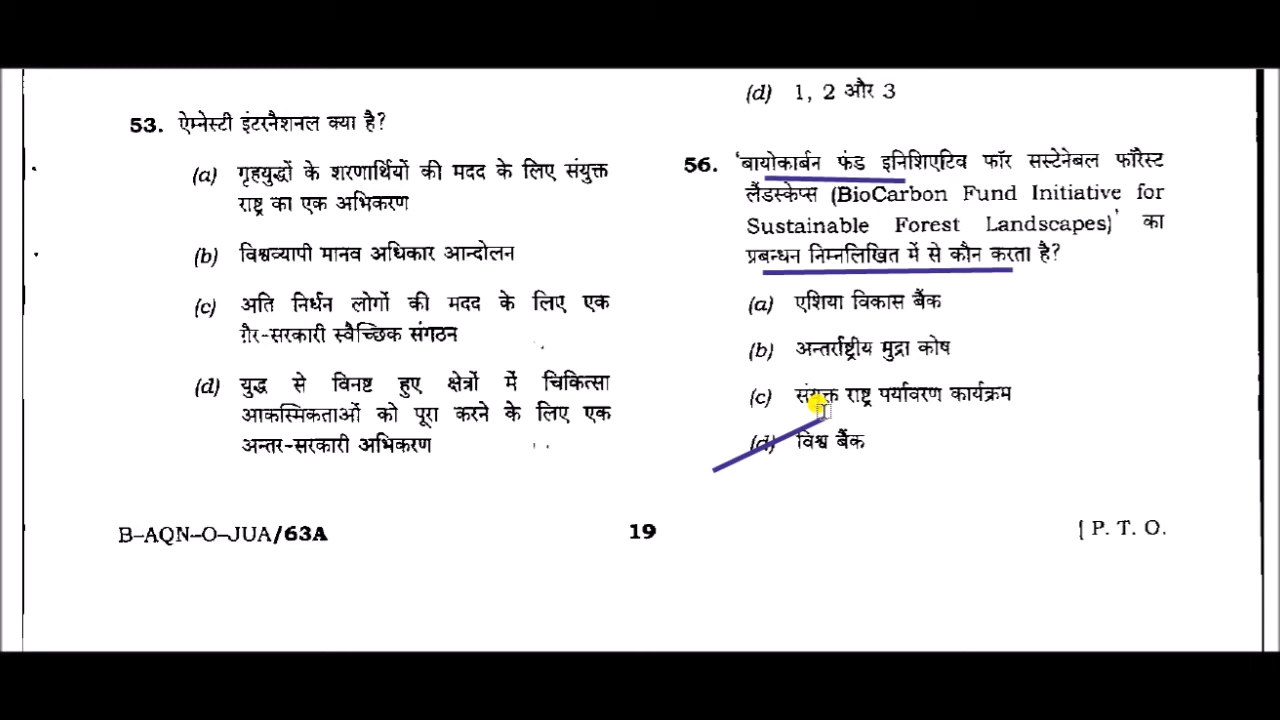 53. ऐम्नेस्टी इंटरनैशनल क्या है?
(a) गृहयुद्धों के शरणार्थियों की मदद के लिए संयुक्त
राष्ट्र का एक अभिकरण
(b) विश्वव्यापी मानव अधिकार आन्दोलन
(c) अति निर्धन लोगों की मदद के लिए एक
ग़ैर-सरकारी स्वैच्छिक संगठन
(d) युद्ध से विनष्ट हुए क्षेत्रों में चिकित्सा
आकस्मिकताओं को पूरा करने के लिए एक
अन्तर-सरकारी अभिकरण
(d) 1, 2 और 3
56. 'बायोकार्बन फंड इनिशिएटिव फॉर सस्टेनेबल फॉरेस्ट
लैंडस्केप्स (BioCarbon Fund Initiative for
Sustainable Forest Landscapes)' का
प्रबन्धन निम्नलिखित में से कौन करता है?
(a) एशिया विकास बैंक
(b) अन्तर्राष्ट्रीय मुद्रा कोष
(c) संयुक्त राष्ट्र पर्यावरण कार्यक्रम
(d) विश्व बैंक
B–AQN–O–JUA/63A
19
[ P. T. O.